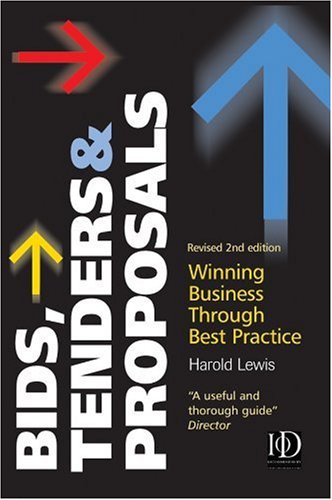 BIDS,
TENDERS &
PROPOSALS
Revised 2nd edition
Winning
Business
Through
Best Practice
Harold Lewis
"A useful and
thorough guide"
Director
IOD